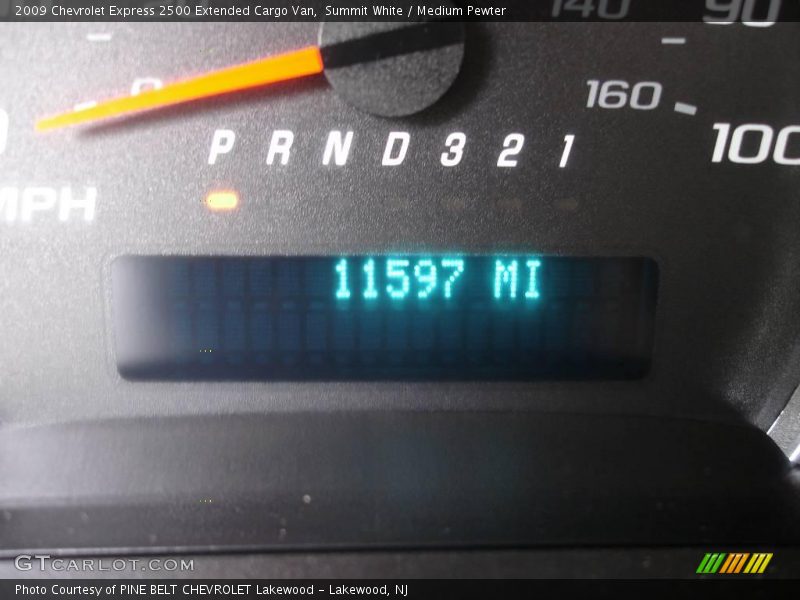 2009 Chevrolet Express 2500 Extended Cargo Van, Summit White / Medium Pewter
140 90
0 160
P R N D 3 2 1 100
MPH
11597 MI
GTCARLOT.COM
Photo Courtesy of PINE BELT CHEVROLET Lakewood - Lakewood, NJ